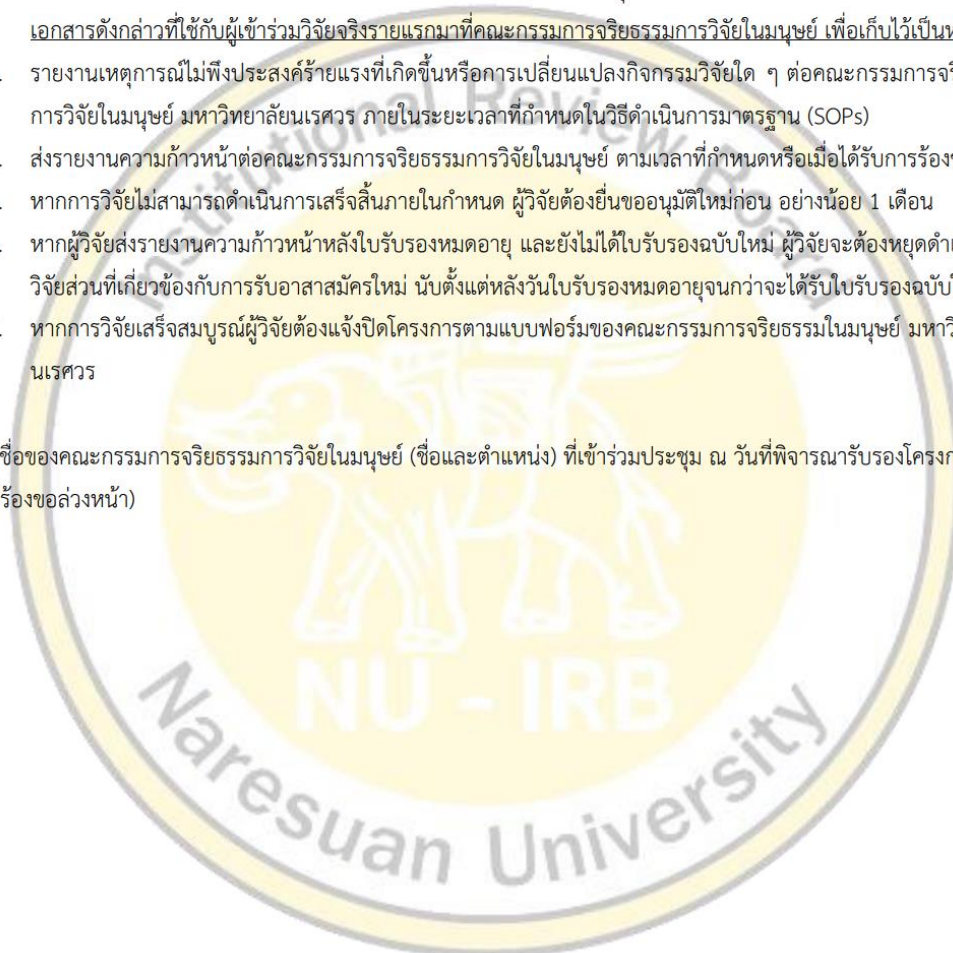 เอกสารดังกล่าวที่ใช้กับผู้เข้าร่วมวิจัยจริงรายแรกมาที่คณะกรรมการจริยธรรมการวิจัยในมนุษย์ เพื่อเก็บไว้เป็น
. รายงานเหตุการณ์ไม่พึงประสงค์ร้ายแรงที่เกิดขึ้นหรือการเปลี่ยนแปลงกิจกรรมวิจัยใด ๆ ต่อคณะกรรมการ
การวิจัยในมนุษย์ มหาวิทยาลัยนเรศวร ภายในระยะเวลาที่กำหนดในวิธีดำเนินการมาตรฐาน (SOPs)
. ส่งรายงานความก้าวหน้าต่อคณะกรรมการจริยธรรมการวิจัยในมนุษย์ ตามเวลาที่กำหนดหรือเมื่อได้รับการ
. หากการวิจัยไม่สามารถดำเนินการเสร็จสิ้นภายในกำหนด ผู้วิจัยต้องยื่นขออนุมัติใหม่ก่อน อย่างน้อย 1 เดือน
. หากผู้วิจัยส่งรายงานความก้าวหน้าหลังใบรับรองหมดอายุ และยังไม่ได้ใบรับรองฉบับใหม่ ผู้วิจัยจะต้องหยุด
วิจัยส่วนที่เกี่ยวข้องกับการรับอาสาสมัครใหม่ นับตั้งแต่หลังวันใบรับรองหมดอายุจนกว่าจะได้รับใบรับรองฉบับ
. หากการวิจัยเสร็จสมบูรณ์ผู้วิจัยต้องแจ้งปิดโครงการตามแบบฟอร์มของคณะกรรมการจริยธรรมในมนุษย์
นเรศวร
ชื่อของคณะกรรมการจริยธรรมการวิจัยในมนุษย์ (ชื่อและตำแหน่ง) ที่เข้าร่วมประชุม ณ วันที่พิจารณารับรอง
ร้องขอล่วงหน้า)
Institutional Review Board
NU - IRB
Naresuan University